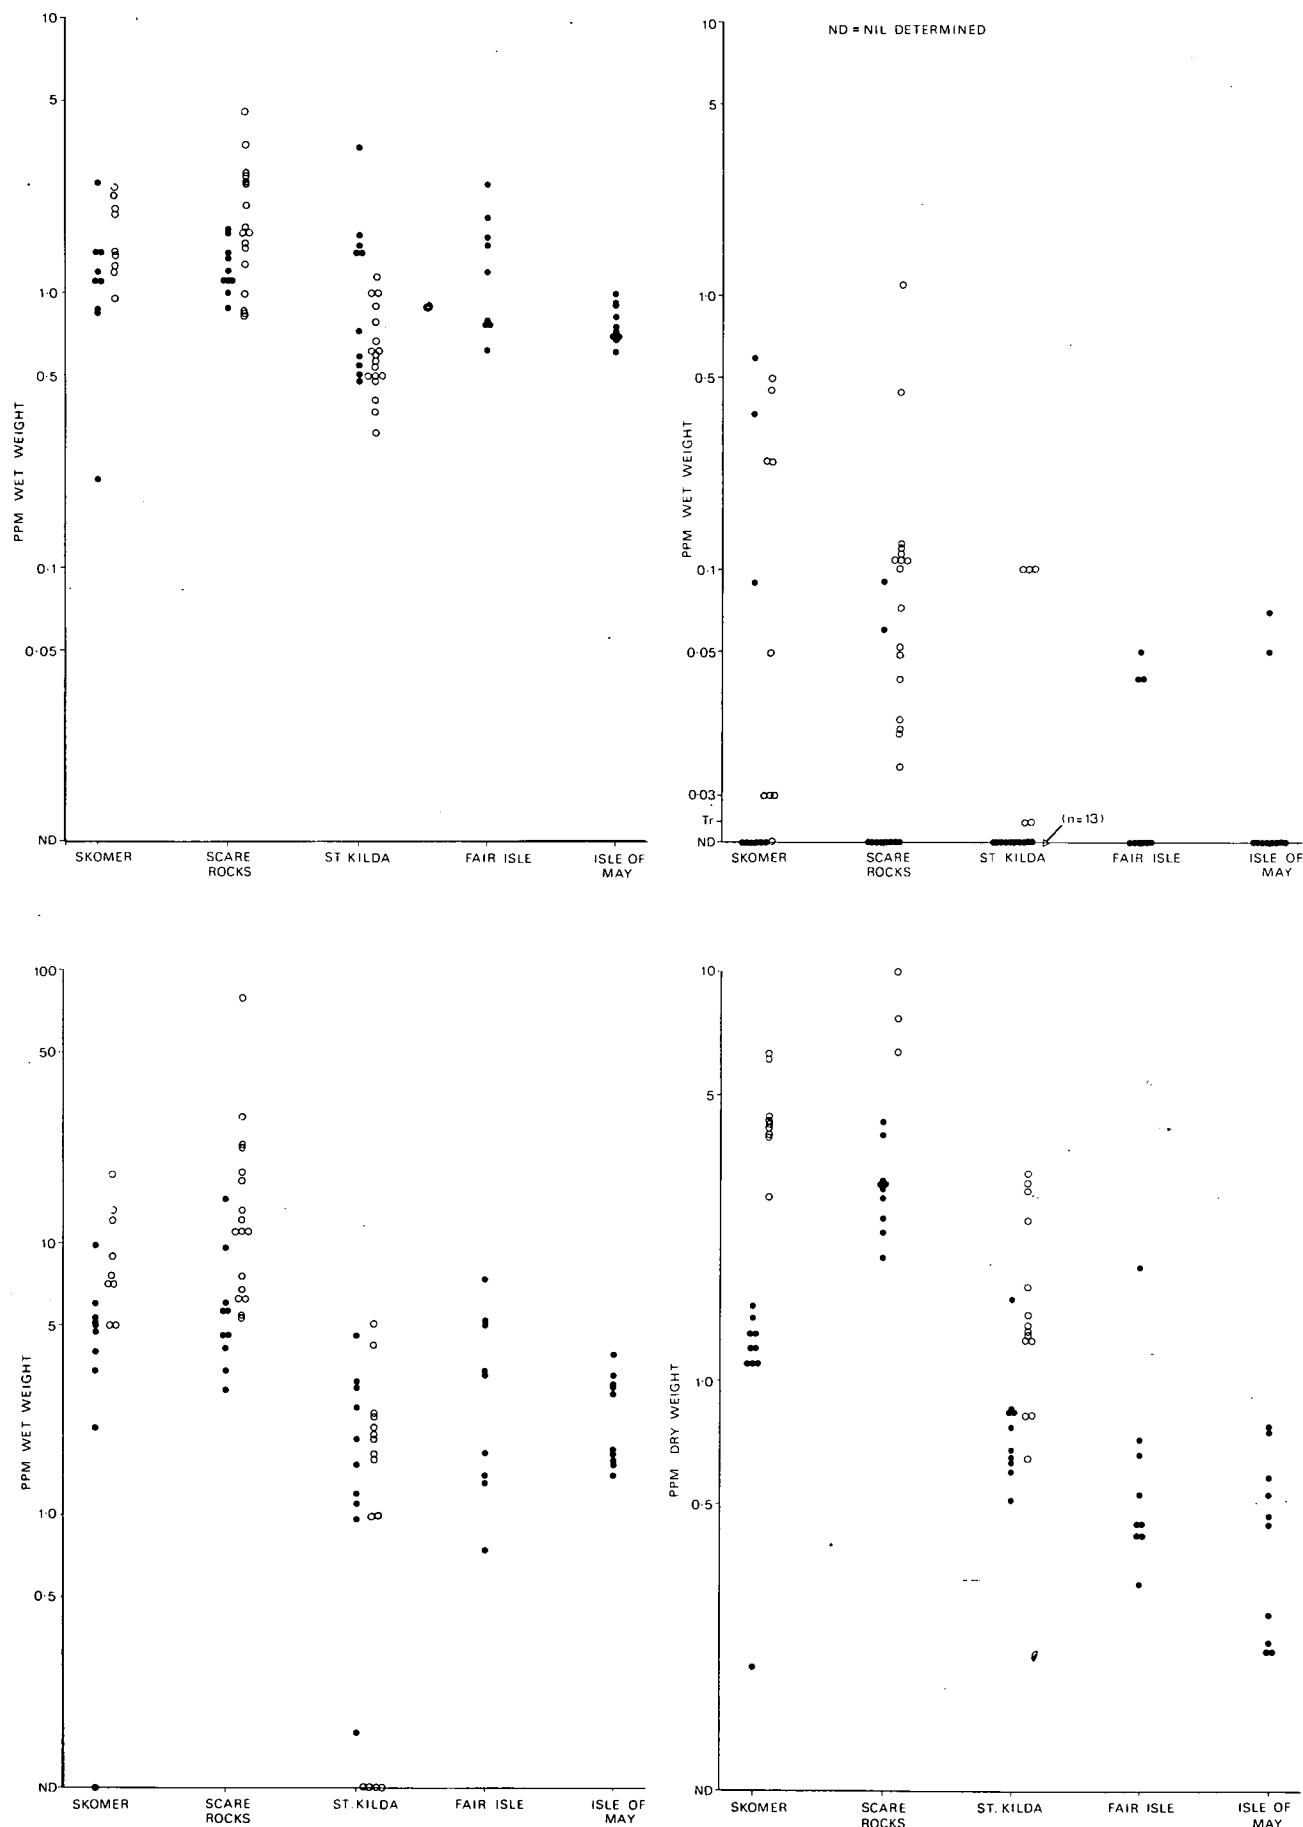 10
5
1·0
0·5
0·1
0·05
ND
PPM WET WEIGHT
SKOMER
SCARE
ROCKS
ST KILDA
FAIR ISLE
ISLE OF
MAY
ND = NIL DETERMINED
10
5
1·0
0·5
0·1
0·05
0·03
Tr
ND
PPM WET WEIGHT
(n=13)
SKOMER
SCARE
ROCKS
ST KILDA
FAIR ISLE
ISLE OF
MAY
100
50
10
5
1·0
0·5
ND
PPM WET WEIGHT
SKOMER
SCARE
ROCKS
ST. KILDA
FAIR ISLE
ISLE OF
MAY
10
5
1·0
0·5
ND
PPM DRY WEIGHT
SKOMER
SCARE
ROCKS
ST. KILDA
FAIR ISLE
ISLE OF
MAY